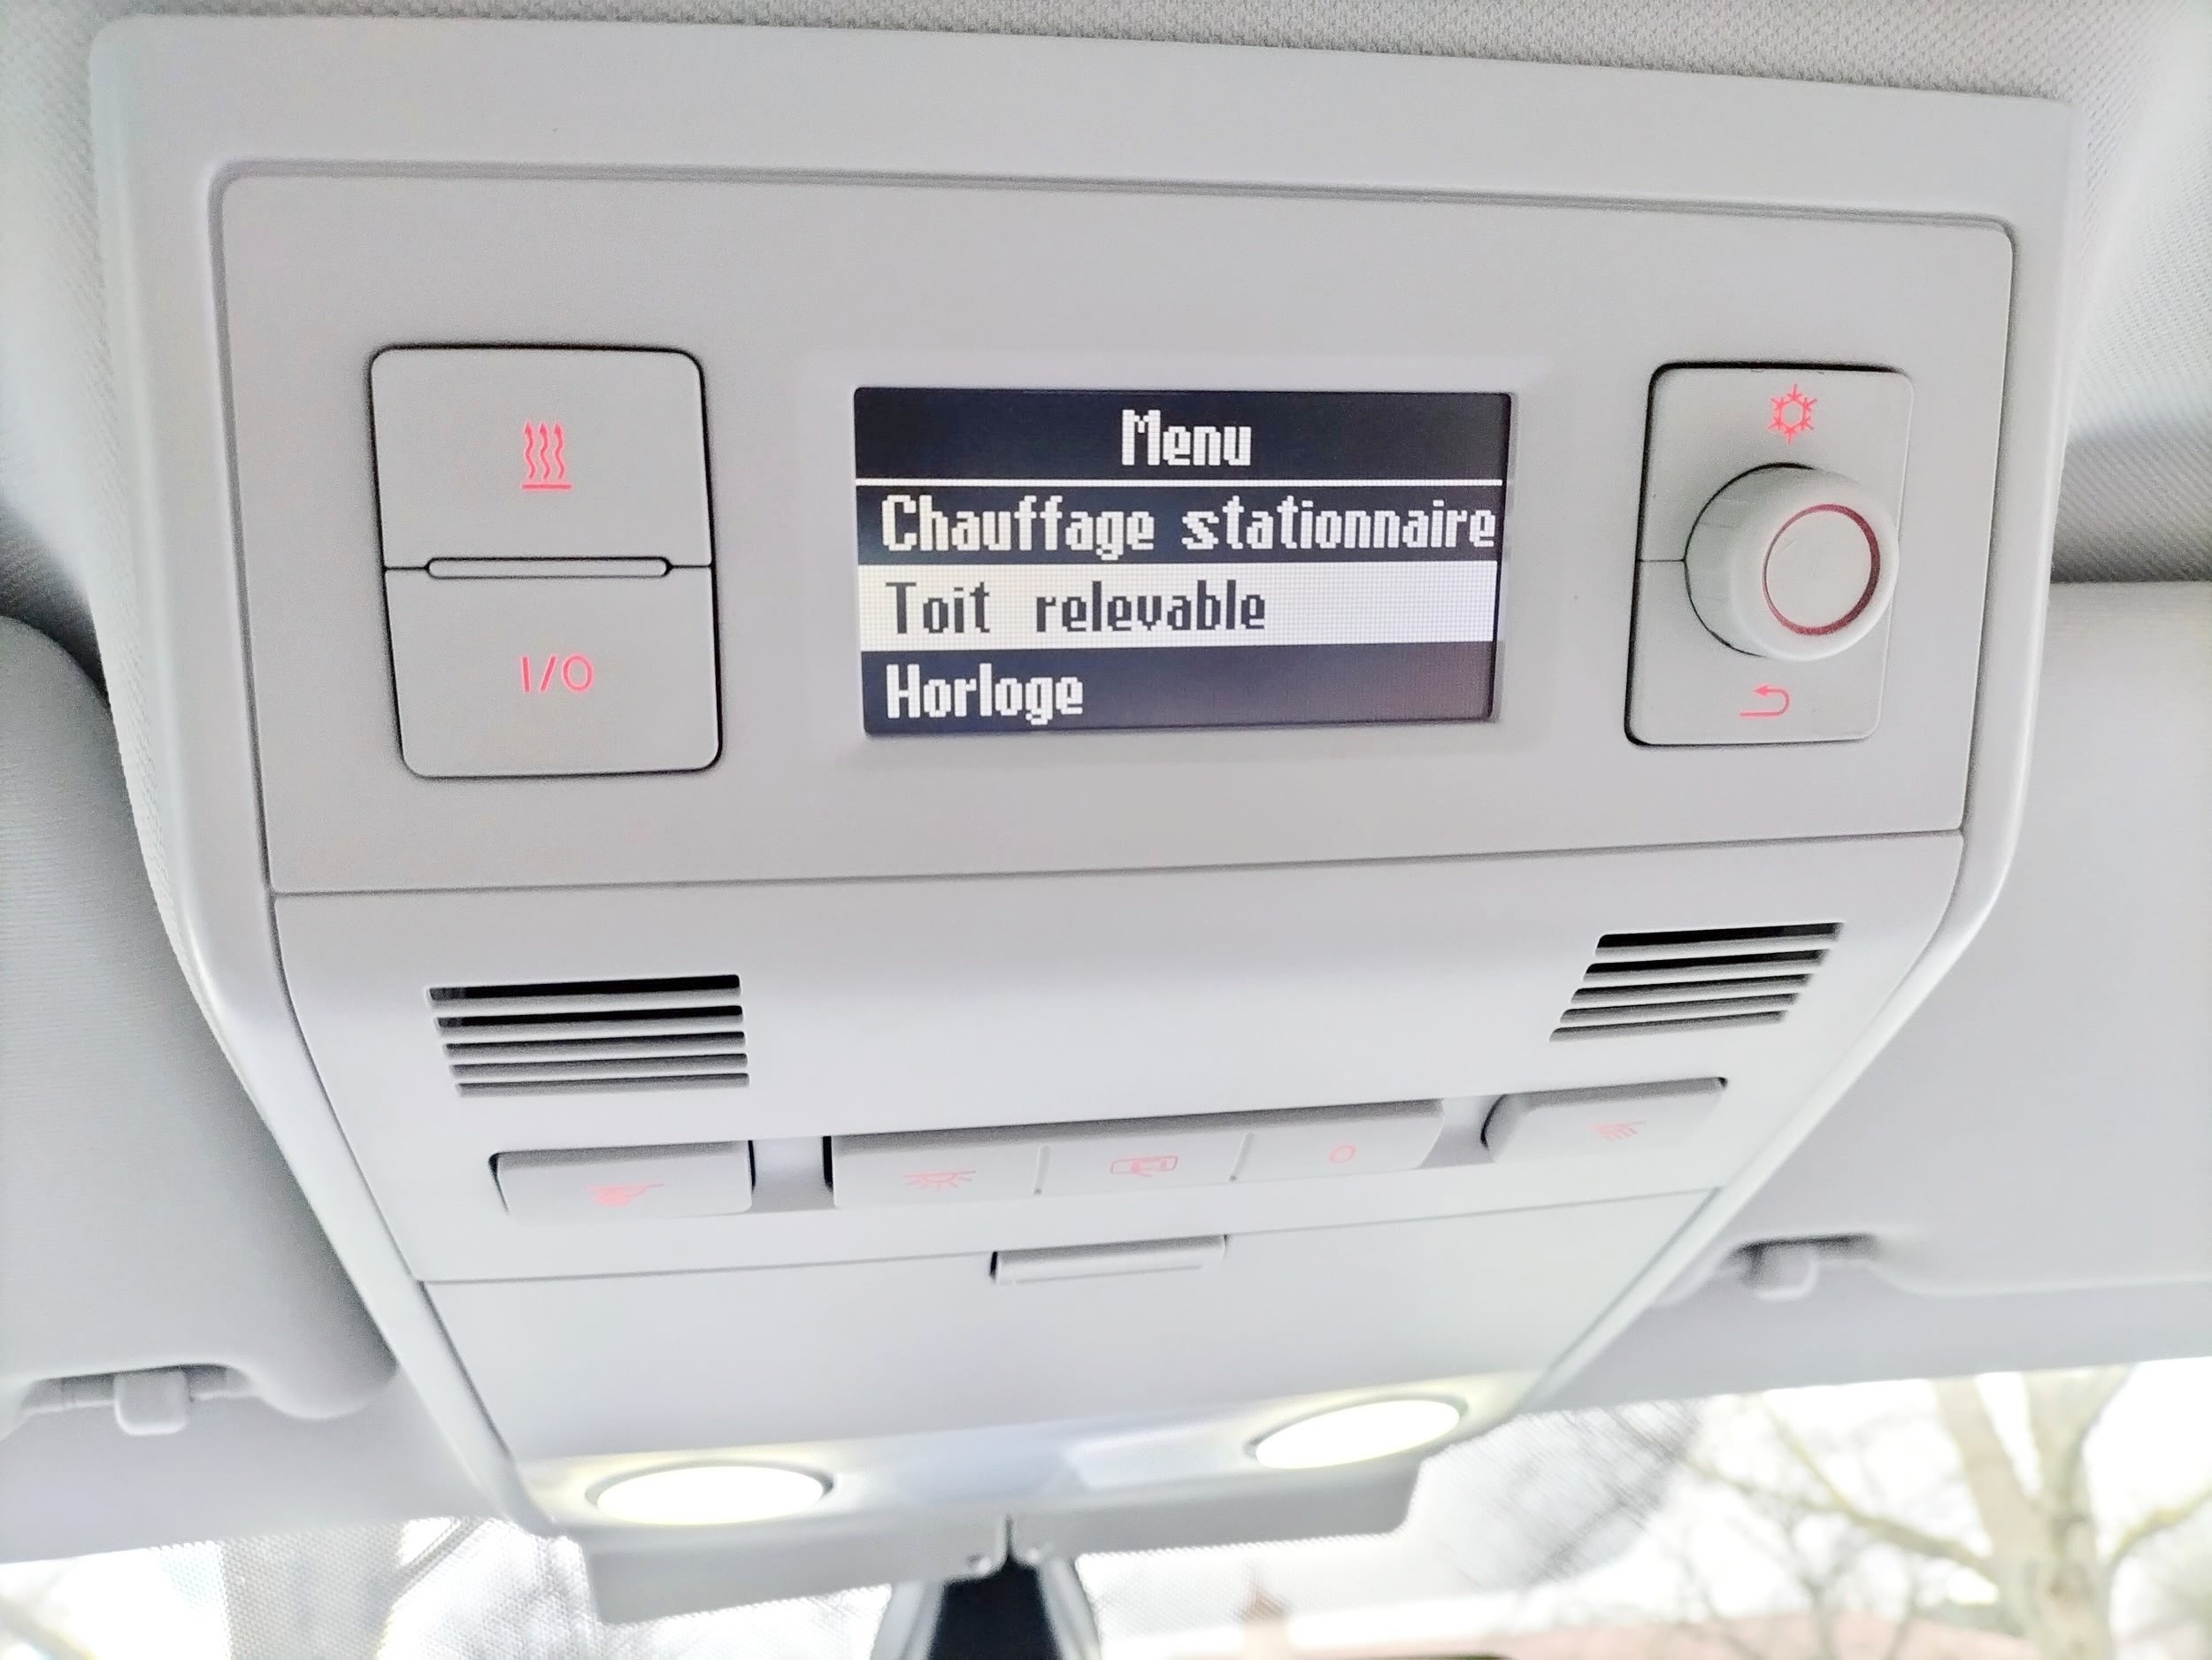 Menu
Chauffage stationnaire
Toit relevable
I/O
Horloge
O